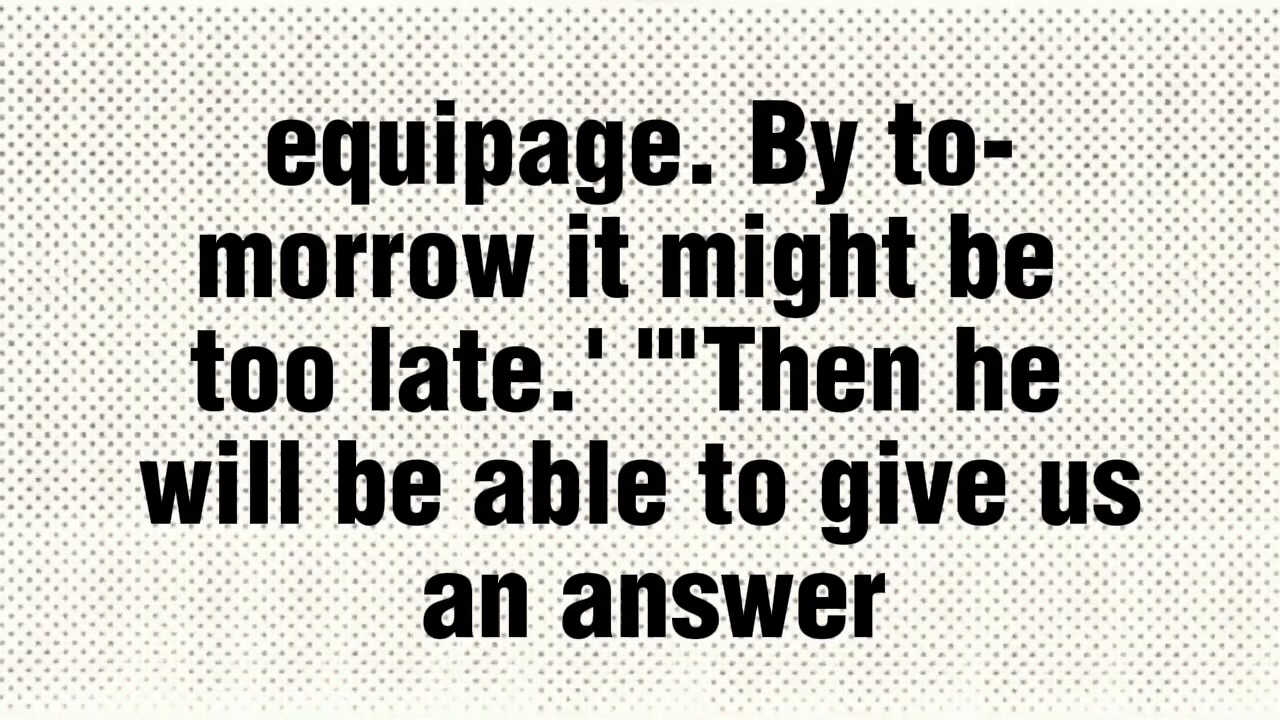 equipage. By to-
morrow it might be
too late.' "'Then he
will be able to give us
an answer